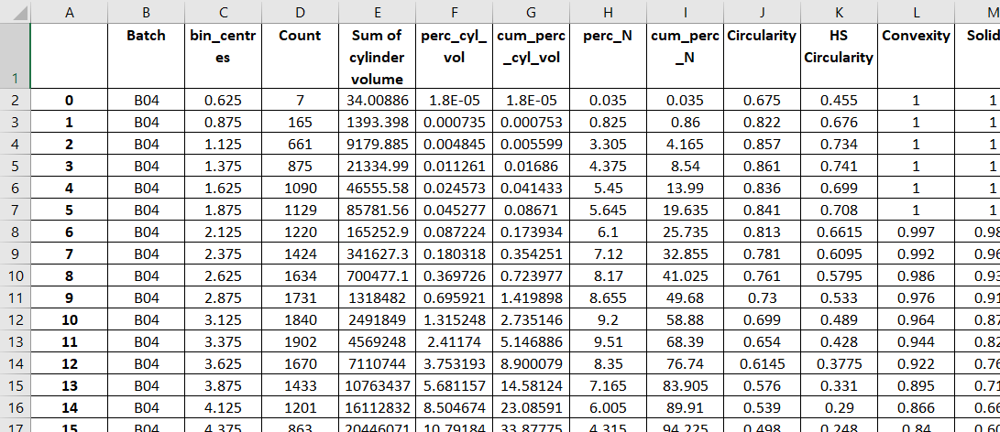 A B C D E F G H I J K L M
1 Batch bin_centres Count Sum of cylinder volume perc_cyl_vol cum_perc_cyl_vol perc_N cum_perc_N Circularity HS Circularity Convexity Solid
2 0 B04 0.625 7 34.00886 1.8E-05 1.8E-05 0.035 0.035 0.675 0.455 1 1
3 1 B04 0.875 165 1393.398 0.000735 0.000753 0.825 0.86 0.822 0.676 1 1
4 2 B04 1.125 661 9179.885 0.004845 0.005599 3.305 4.165 0.857 0.734 1 1
5 3 B04 1.375 875 21334.99 0.011261 0.01686 4.375 8.54 0.861 0.741 1 1
6 4 B04 1.625 1090 46555.58 0.024573 0.041433 5.45 13.99 0.836 0.699 1 1
7 5 B04 1.875 1129 85781.56 0.045277 0.08671 5.645 19.635 0.841 0.708 1 1
8 6 B04 2.125 1220 165252.9 0.087224 0.173934 6.1 25.735 0.813 0.6615 0.997 0.98
9 7 B04 2.375 1424 341627.3 0.180318 0.354251 7.12 32.855 0.781 0.6095 0.992 0.96
10 8 B04 2.625 1634 700477.1 0.369726 0.723977 8.17 41.025 0.761 0.5795 0.986 0.93
11 9 B04 2.875 1731 1318482 0.695921 1.419898 8.655 49.68 0.73 0.533 0.976 0.91
12 10 B04 3.125 1840 2491849 1.315248 2.735146 9.2 58.88 0.699 0.489 0.964 0.87
13 11 B04 3.375 1902 4569248 2.41174 5.146886 9.51 68.39 0.654 0.428 0.944 0.82
14 12 B04 3.625 1670 7110744 3.753193 8.900079 8.35 76.74 0.6145 0.3775 0.922 0.76
15 13 B04 3.875 1433 10763437 5.681157 14.58124 7.165 83.905 0.576 0.331 0.895 0.71
16 14 B04 4.125 1201 16112832 8.504674 23.08591 6.005 89.91 0.539 0.29 0.866 0.66
17 15 B04 4.375 863 20446071 10.79184 33.87775 4.315 94.225 0.498 0.248 0.84 0.60